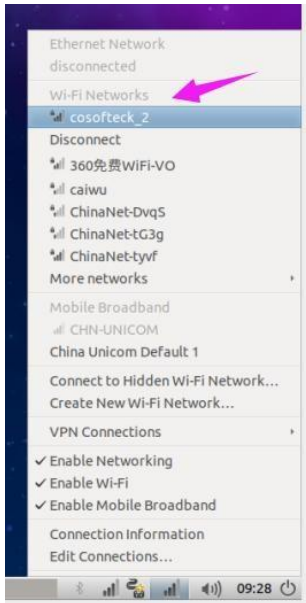 Ethernet Network
disconnected
Wi-Fi Networks
cosofteck_2
Disconnect
360免费WiFi-VO
caiwu
ChinaNet-DvqS
ChinaNet-tG3g
ChinaNet-tyvf
More networks
Mobile Broadband
CHN-UNICOM
China Unicom Default 1
Connect to Hidden Wi-Fi Network...
Create New Wi-Fi Network...
VPN Connections
Enable Networking
Enable Wi-Fi
Enable Mobile Broadband
Connection Information
Edit Connections...
09:28